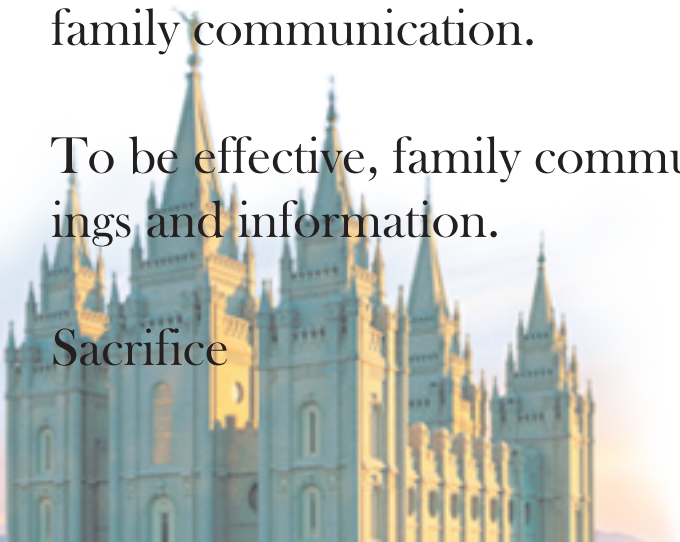 family communication.
To be effective, family commu
ings and information.
Sacrifice